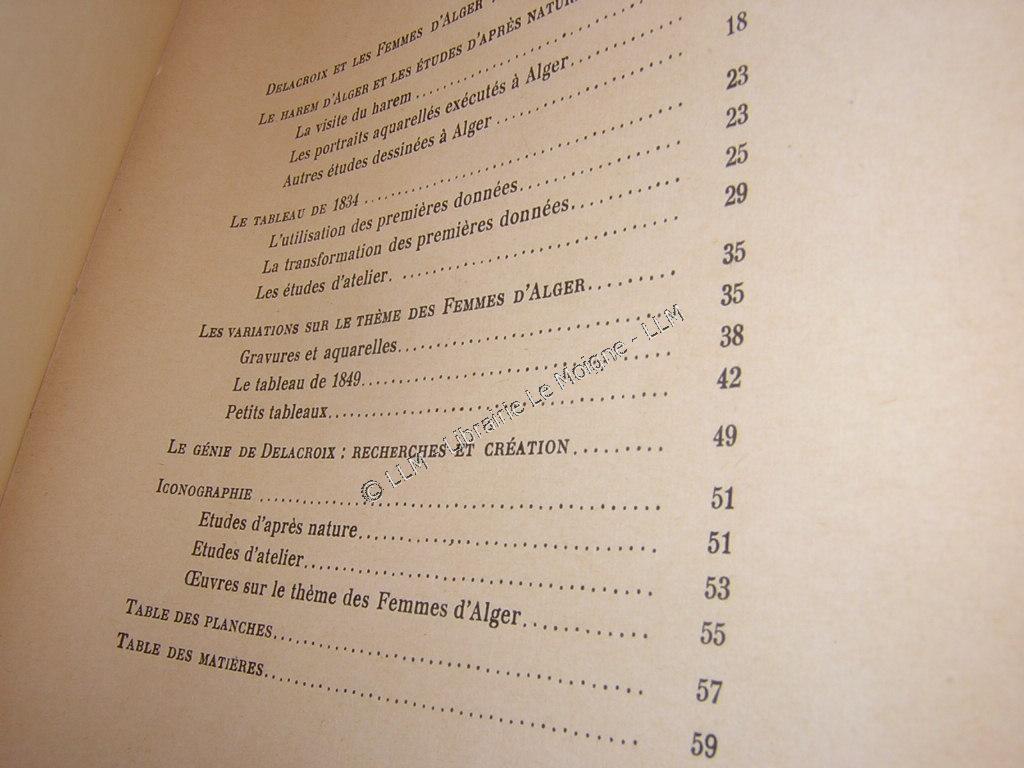 DELACROIX ET LES FEMMES D'ALGER
LE HAREM D'ALGER ET LES ÉTUDES D'APRÈS
La visite du harem ...............
Les portraits aquarellés exécutés à Alger...............
Autres études dessinées à Alger ............... 18
LE TABLEAU DE 1834 ............... 23
L'utilisation des premières données............... 23
La transformation des premières données............... 25
Les études d'atelier. ............... 29
LES VARIATIONS SUR LE THÈME DES FEMMES D'ALGER......... 35
Gravures et aquarelles............... 35
Le tableau de 1849............... 38
Petits tableaux............... 42
LE GÉNIE DE DELACROIX : RECHERCHES ET CRÉATION ......... 49
ICONOGRAPHIE ............... 51
Etudes d'après nature............... 51
Etudes d'atelier............... 53
Œuvres sur le thème des Femmes d'Alger............ 55
TABLE DES PLANCHES............... 57
TABLE DES MATIÈRES............... 59
© LLM - Librairie Le Moigne - LLM